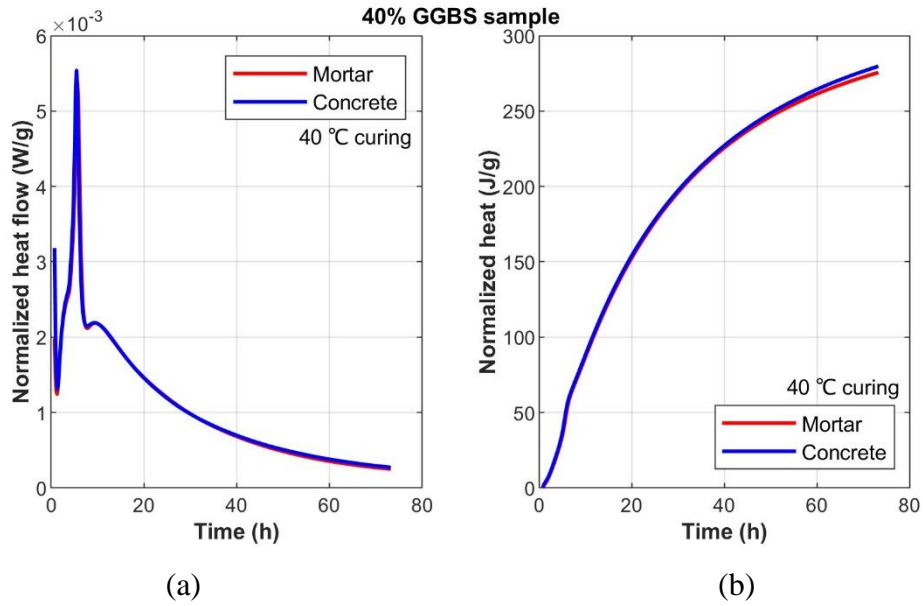 40% GGBS sample
×10⁻³
6
5
4
3
2
1
0
Normalized heat flow (W/g)
Mortar
Concrete
40 ℃ curing
0 20 40 60 80
Time (h)
(a)
300
250
200
150
100
50
0
Normalized heat (J/g)
40 ℃ curing
Mortar
Concrete
0 20 40 60 80
Time (h)
(b)